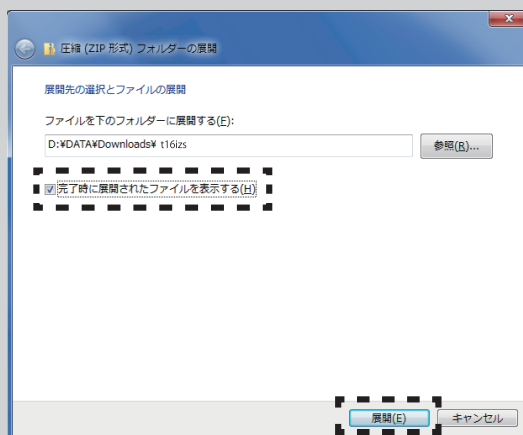 圧縮 (ZIP 形式) フォルダーの展開
展開先の選択とファイルの展開
ファイルを下のフォルダーに展開する(F):
D:¥DATA¥Downloads¥ t16izs
参照(R)...
完了時に展開されたファイルを表示する(H)
展開(E)
キャンセル